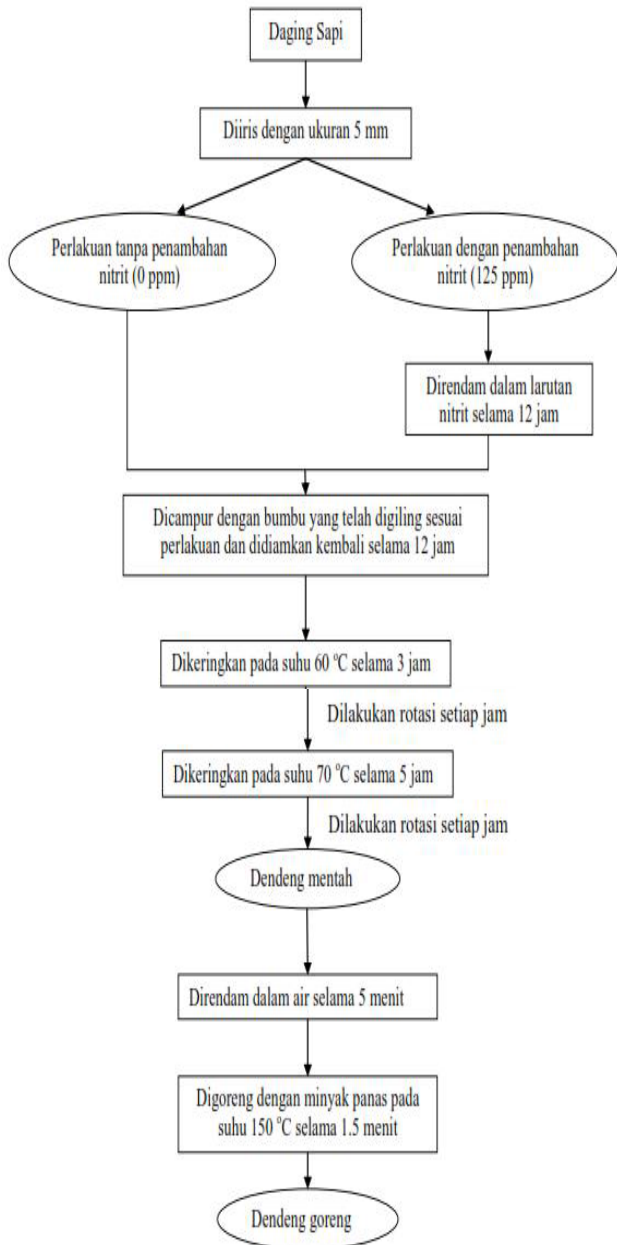 Daging Sapi
Diiris dengan ukuran 5 mm
Perlakuan tanpa penambahan
nitrit (0 ppm)
Perlakuan dengan penambahan
nitrit (125 ppm)
Direndam dalam larutan
nitrit selama 12 jam
Dicampur dengan bumbu yang telah digiling sesuai
perlakuan dan didiamkan kembali selama 12 jam
Dikeringkan pada suhu 60 °C selama 3 jam
Dilakukan rotasi setiap jam
Dikeringkan pada suhu 70 °C selama 5 jam
Dilakukan rotasi setiap jam
Dendeng mentah
Direndam dalam air selama 5 menit
Digoreng dengan minyak panas pada
suhu 150 °C selama 1.5 menit
Dendeng goreng